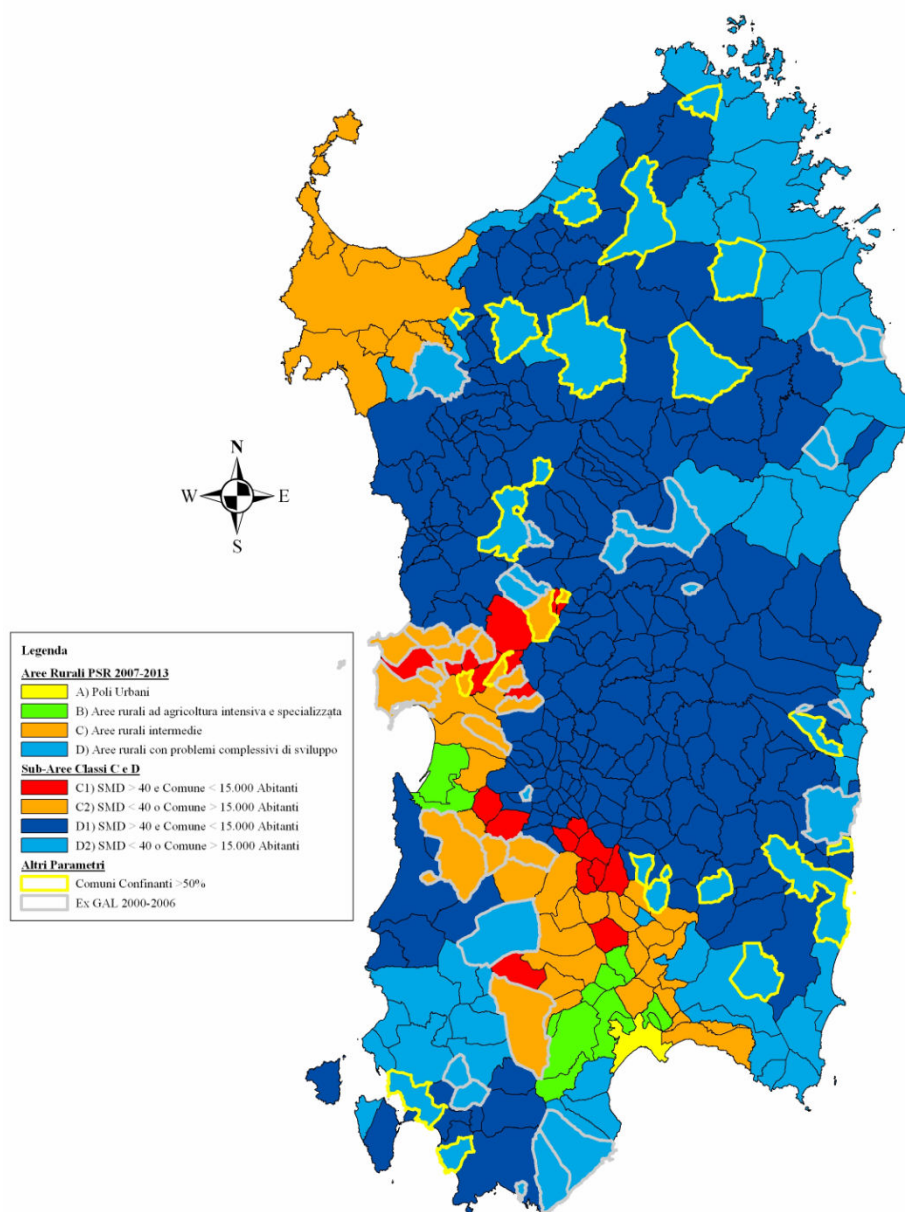 N
W E
S
Legenda
Aree Rurali PSR 2007-2013
A) Poli Urbani
B) Aree rurali ad agricoltura intensiva e specializzata
C) Aree rurali intermedie
D) Aree rurali con problemi complessivi di sviluppo
Sub-Aree Classi C e D
C1) SMD > 40 e Comune < 15.000 Abitanti
C2) SMD < 40 o Comune > 15.000 Abitanti
D1) SMD > 40 e Comune < 15.000 Abitanti
D2) SMD < 40 o Comune > 15.000 Abitanti
Altri Parametri
Comuni Confinanti >50%
Ex GAL 2000-2006